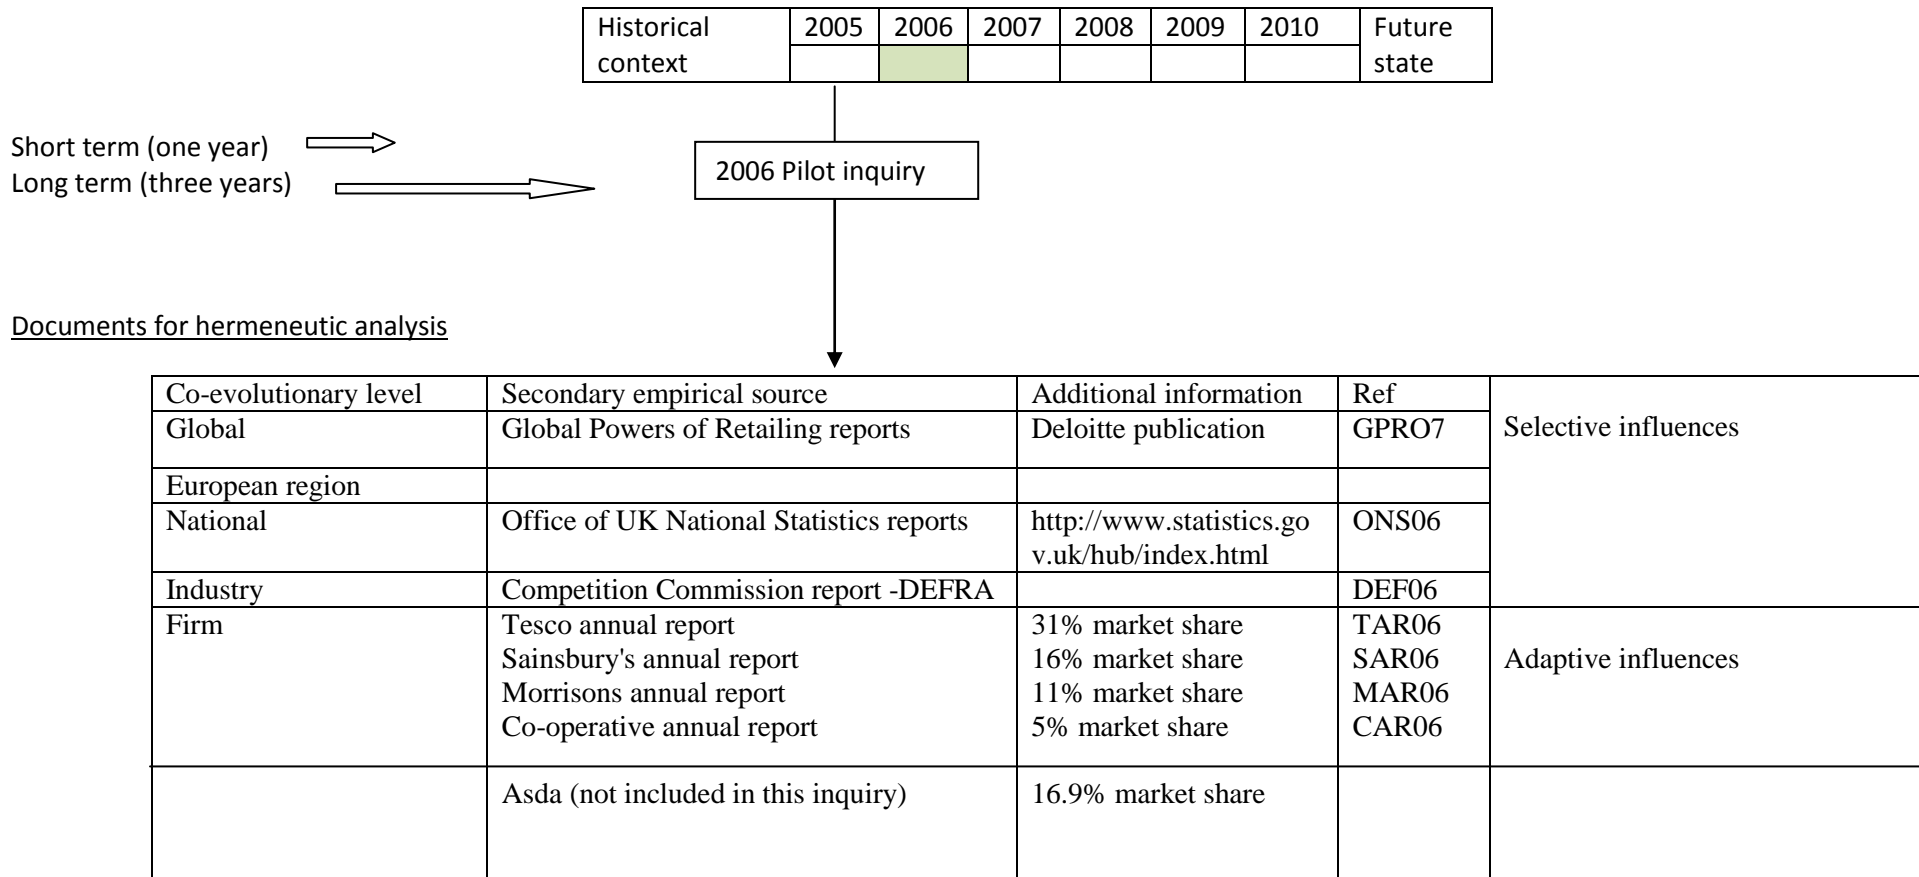 Historical context 2005 2006 2007 2008 2009 2010 Future state
Short term (one year)
Long term (three years)
2006 Pilot inquiry
Documents for hermeneutic analysis
Co-evolutionary level Secondary empirical source Additional information Ref
Global Global Powers of Retailing reports Deloitte publication GPRO7 Selective influences
European region
National Office of UK National Statistics reports http://www.statistics.go ONS06
v.uk/hub/index.html
Industry Competition Commission report -DEFRA DEF06
Firm Tesco annual report 31% market share TAR06
Sainsbury's annual report 16% market share SAR06 Adaptive influences
Morrisons annual report 11% market share MAR06
Co-operative annual report 5% market share CAR06
Asda (not included in this inquiry) 16.9% market share